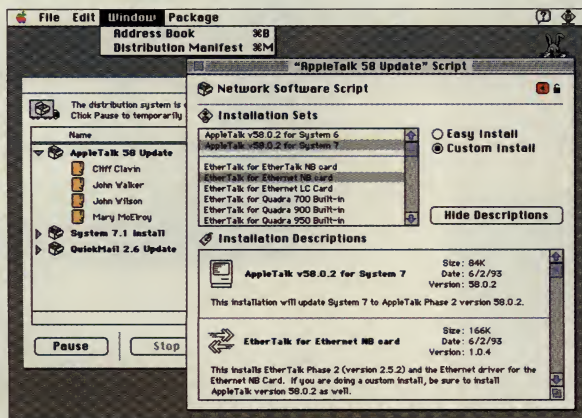 File Edit Window Package
Address Book ⌘B
Distribution Manifest ⌘M
The distribution system is
Click Pause to temporarily
Name
AppleTalk 58 Update
Cliff Clavin
John Walker
John Wilson
Mary McElroy
System 7.1 Install
QuickMail 2.6 Update
Pause
Stop
"AppleTalk 58 Update" Script
Network Software Script
Installation Sets
AppleTalk v58.0.2 for System 6
AppleTalk v58.0.2 for System 7
EtherTalk for EtherTalk NB card
EtherTalk for Ethernet NB card
EtherTalk for Ethernet LC Card
EtherTalk for Quadra 700 Built-in
EtherTalk for Quadra 900 Built-in
EtherTalk for Quadra 950 Built-in
Easy Install
Custom Install
Hide Descriptions
Installation Descriptions
AppleTalk v58.0.2 for System 7
Size: 84K
Date: 6/2/93
Version: 58.0.2
This installation will update System 7 to AppleTalk Phase 2 version 58.0.2.
EtherTalk for Ethernet NB card
Size: 166K
Date: 6/2/93
Version: 1.0.4
This installs EtherTalk Phase 2 (version 2.5.2) and the Ethernet driver for the
Ethernet NB Card. If you are doing a custom install, be sure to install
AppleTalk version 58.0.2 as well.